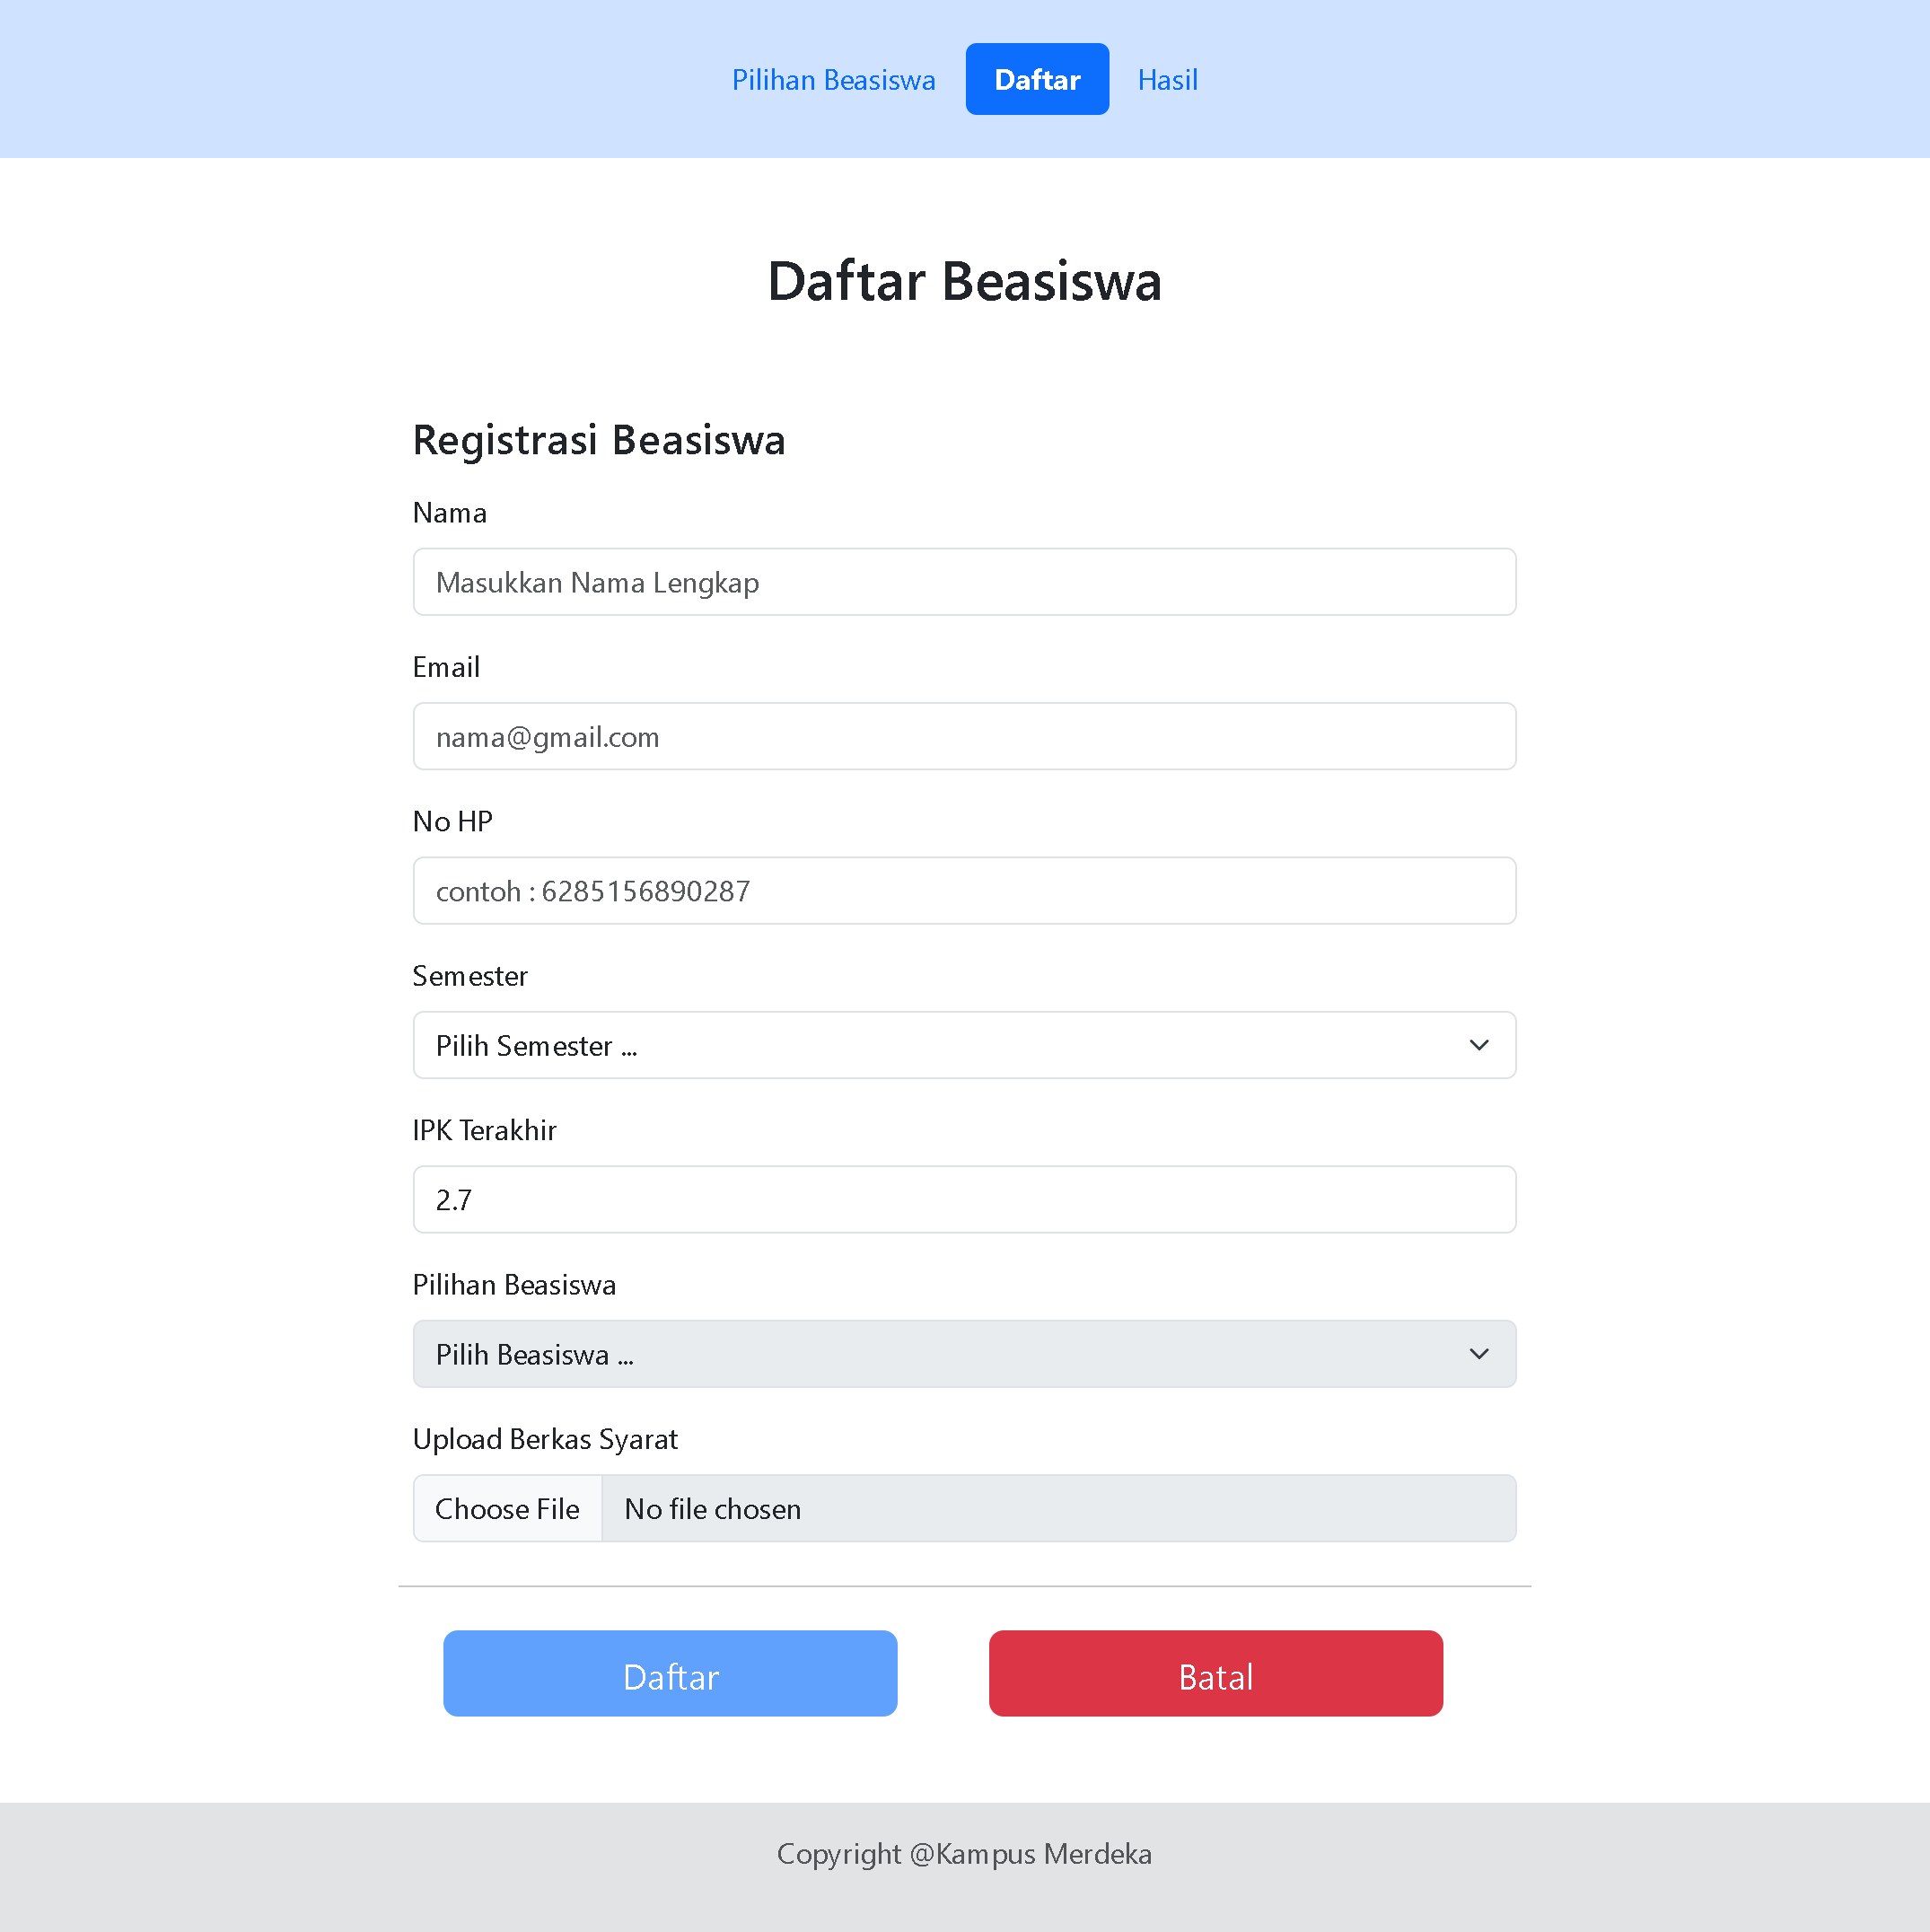 Pilihan Beasiswa Daftar Hasil
Daftar Beasiswa
Registrasi Beasiswa
Nama
Masukkan Nama Lengkap
Email
nama@gmail.com
No HP
contoh : 6285156890287
Semester
Pilih Semester ...
IPK Terakhir
2.7
Pilihan Beasiswa
Pilih Beasiswa ...
Upload Berkas Syarat
Choose File No file chosen
Daftar Batal
Copyright @Kampus Merdeka